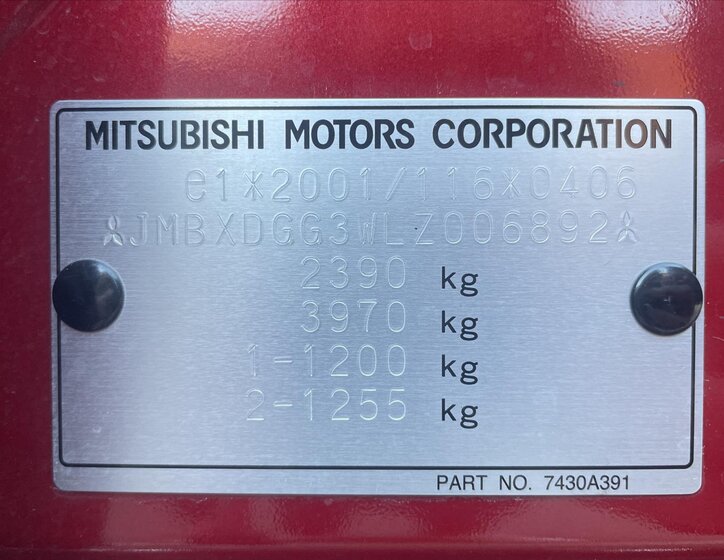 MITSUBISHI MOTORS CORPORATION
e1*2001/116*0406
JMBXDGG3WLZ006892
2390 kg
3970 kg
1-1200 kg
2-1255 kg
PART NO. 7430A391